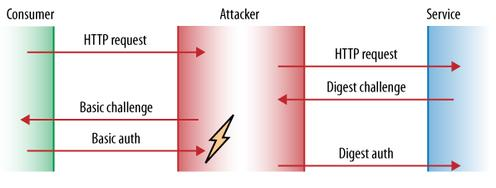 Consumer
Attacker
Service
HTTP request
HTTP request
Digest challenge
Basic challenge
Basic auth
Digest auth